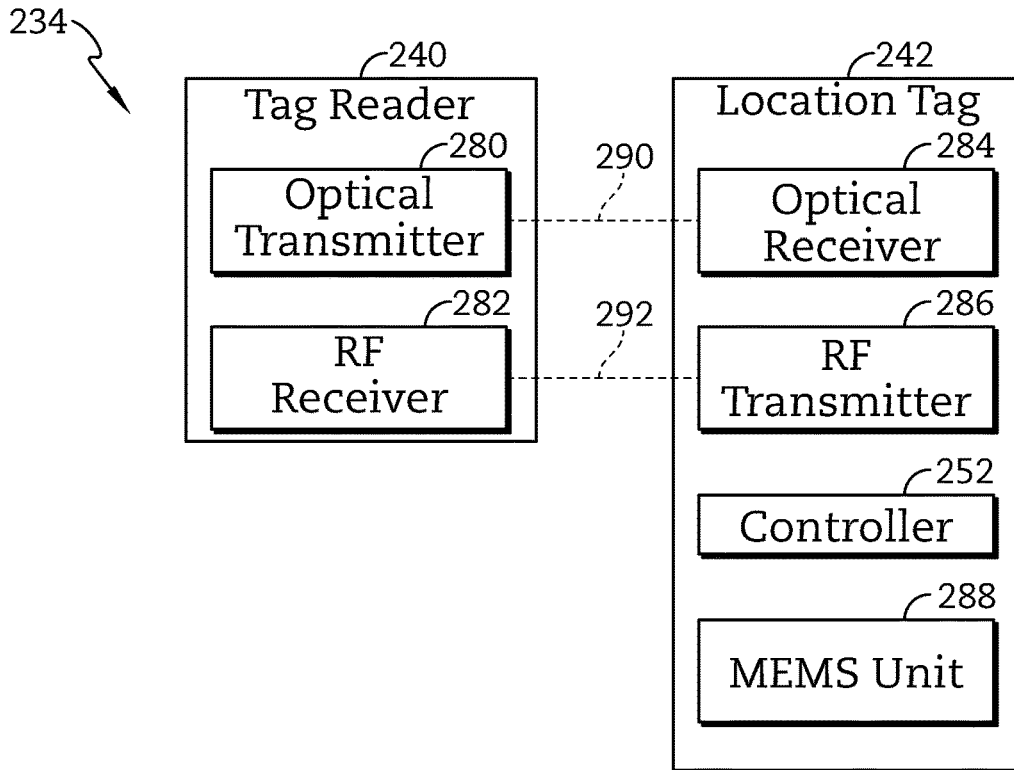 234
240
Tag Reader
280
Optical
Transmitter
282
RF
Receiver
290
292
242
Location Tag
284
Optical
Receiver
286
RF
Transmitter
252
Controller
288
MEMS Unit